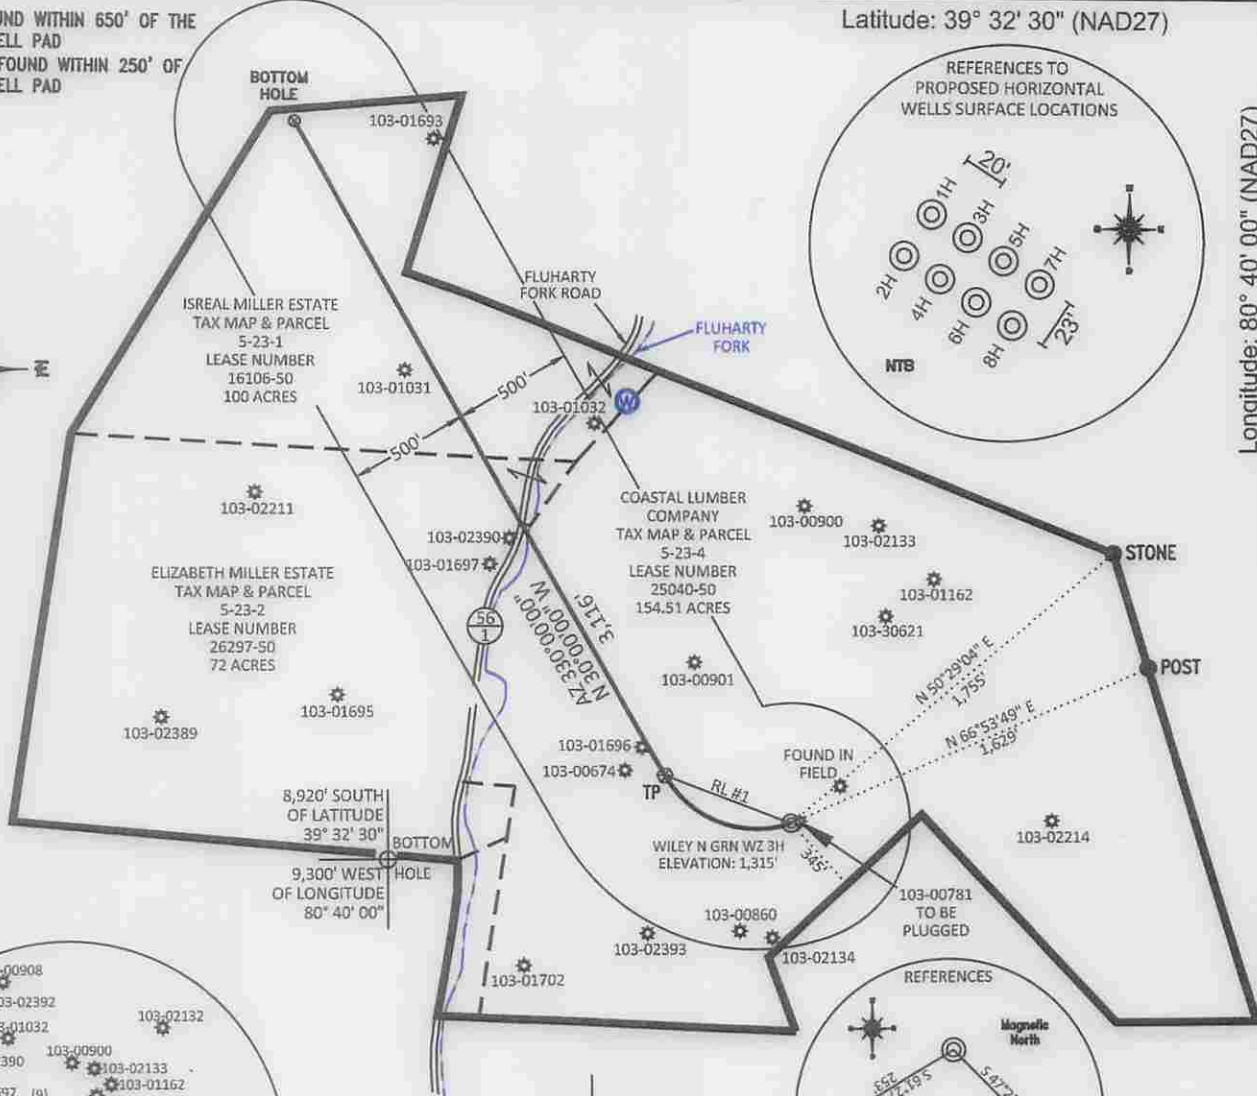 UND WITHIN 650' OF THE
ELL PAD
FOUND WITHIN 250' OF
ELL PAD
Latitude: 39° 32' 30" (NAD27)
Longitude: 80° 40' 00" (NAD27)
REFERENCES TO
PROPOSED HORIZONTAL
WELLS SURFACE LOCATIONS
20'
1H
3H
5H
7H
2H
4H
6H
8H
23'
NTS
BOTTOM
HOLE
103-01693
FLUHARTY
FORK ROAD
FLUHARTY
FORK
ISREAL MILLER ESTATE
TAX MAP & PARCEL
5-23-1
LEASE NUMBER
16106-50
100 ACRES
103-01031
500'
500'
103-01032
W
103-02211
103-02390
103-01697
ELIZABETH MILLER ESTATE
TAX MAP & PARCEL
5-23-2
LEASE NUMBER
26297-50
72 ACRES
56
1
COASTAL LUMBER
COMPANY
TAX MAP & PARCEL
5-23-4
LEASE NUMBER
25040-50
154.51 ACRES
103-00900
103-02133
103-01162
103-30621
103-00901
STONE
POST
N 50°29'04" E
1,755'
N 66°53'49" E
1,629'
AZ 330°00'00"
N 30°00'00" W
3,116'
103-01695
103-02389
103-01696
103-00674
TP
RL #1
FOUND IN
FIELD
WILEY N GRN WZ 3H
ELEVATION: 1,315'
345'
103-02214
8,920' SOUTH
OF LATITUDE
39° 32' 30"
BOTTOM
HOLE
9,300' WEST
OF LONGITUDE
80° 40' 00"
103-00781
TO BE
PLUGGED
103-00860
103-02393
103-02134
103-01702
REFERENCES
Magnetic
North
-00908
03-02392
3-01032
390
103-00900
103-02132
103-02133
103-01162
(9)
253'